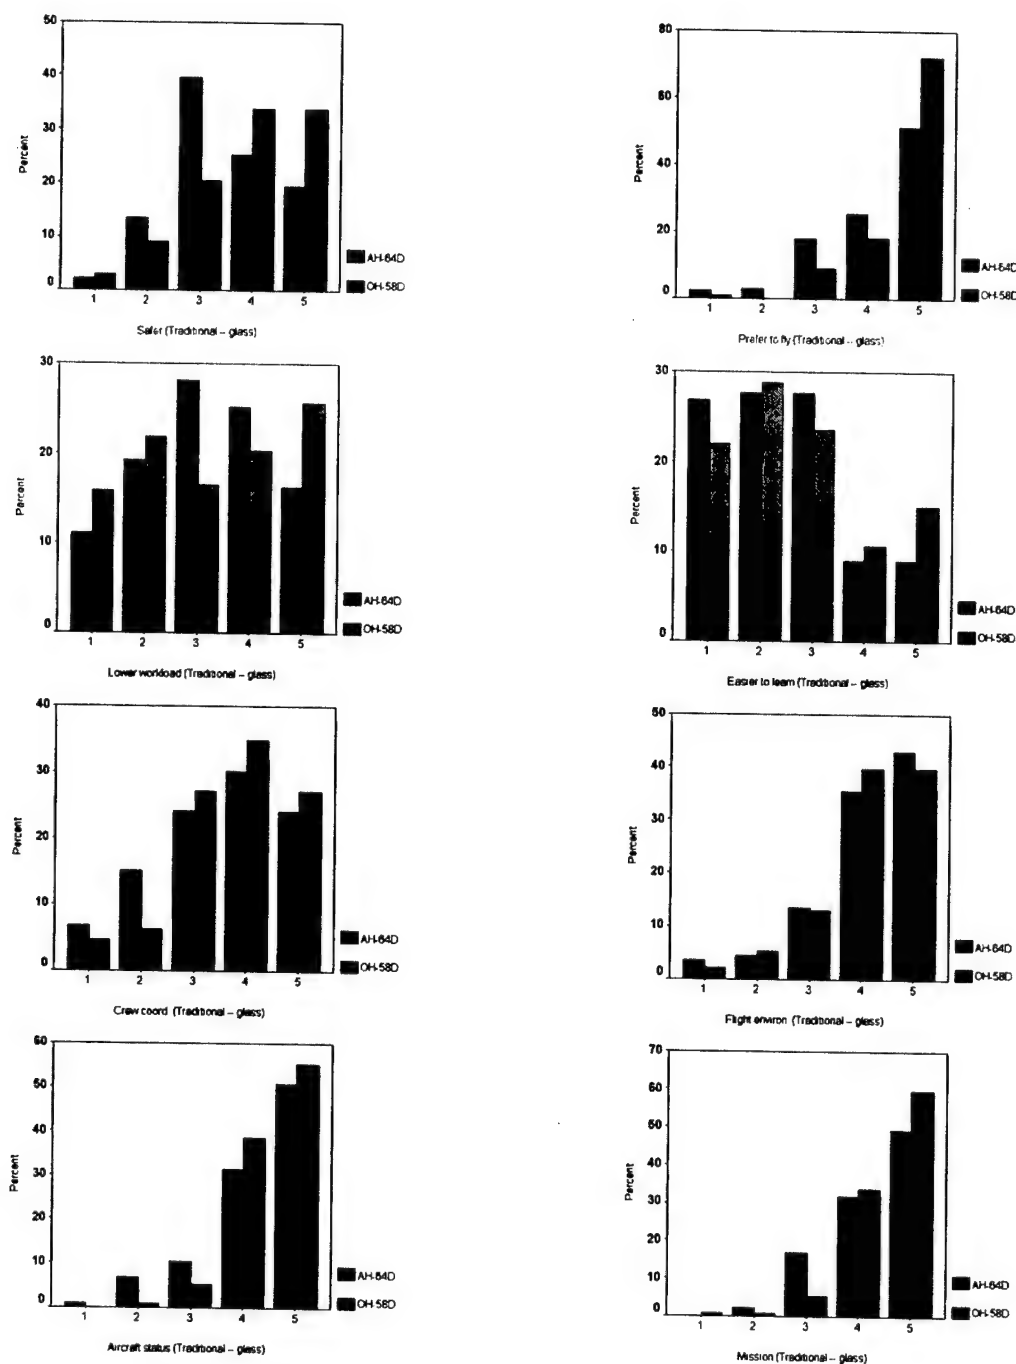 50
40
30
20
10
0
Percent
1 2 3 4 5
AH-64D
OH-58D
Safer (Traditional – glass)
80
60
40
20
0
Percent
1 2 3 4 5
AH-64D
OH-58D
Prefer to fly (Traditional – glass)
30
20
10
0
Percent
1 2 3 4 5
AH-64D
OH-58D
Lower workload (Traditional – glass)
30
20
10
0
Percent
1 2 3 4 5
AH-64D
OH-58D
Easier to learn (Traditional – glass)
40
30
20
10
0
Percent
1 2 3 4 5
AH-64D
OH-58D
Crew coord (Traditional – glass)
50
40
30
20
10
0
Percent
1 2 3 4 5
AH-64D
OH-58D
Flight environ (Traditional – glass)
60
50
40
30
20
10
0
Percent
1 2 3 4 5
AH-64D
OH-58D
Aircraft status (Traditional – glass)
70
60
50
40
30
20
10
0
Percent
1 2 3 4 5
AH-64D
OH-58D
Mission (Traditional – glass)